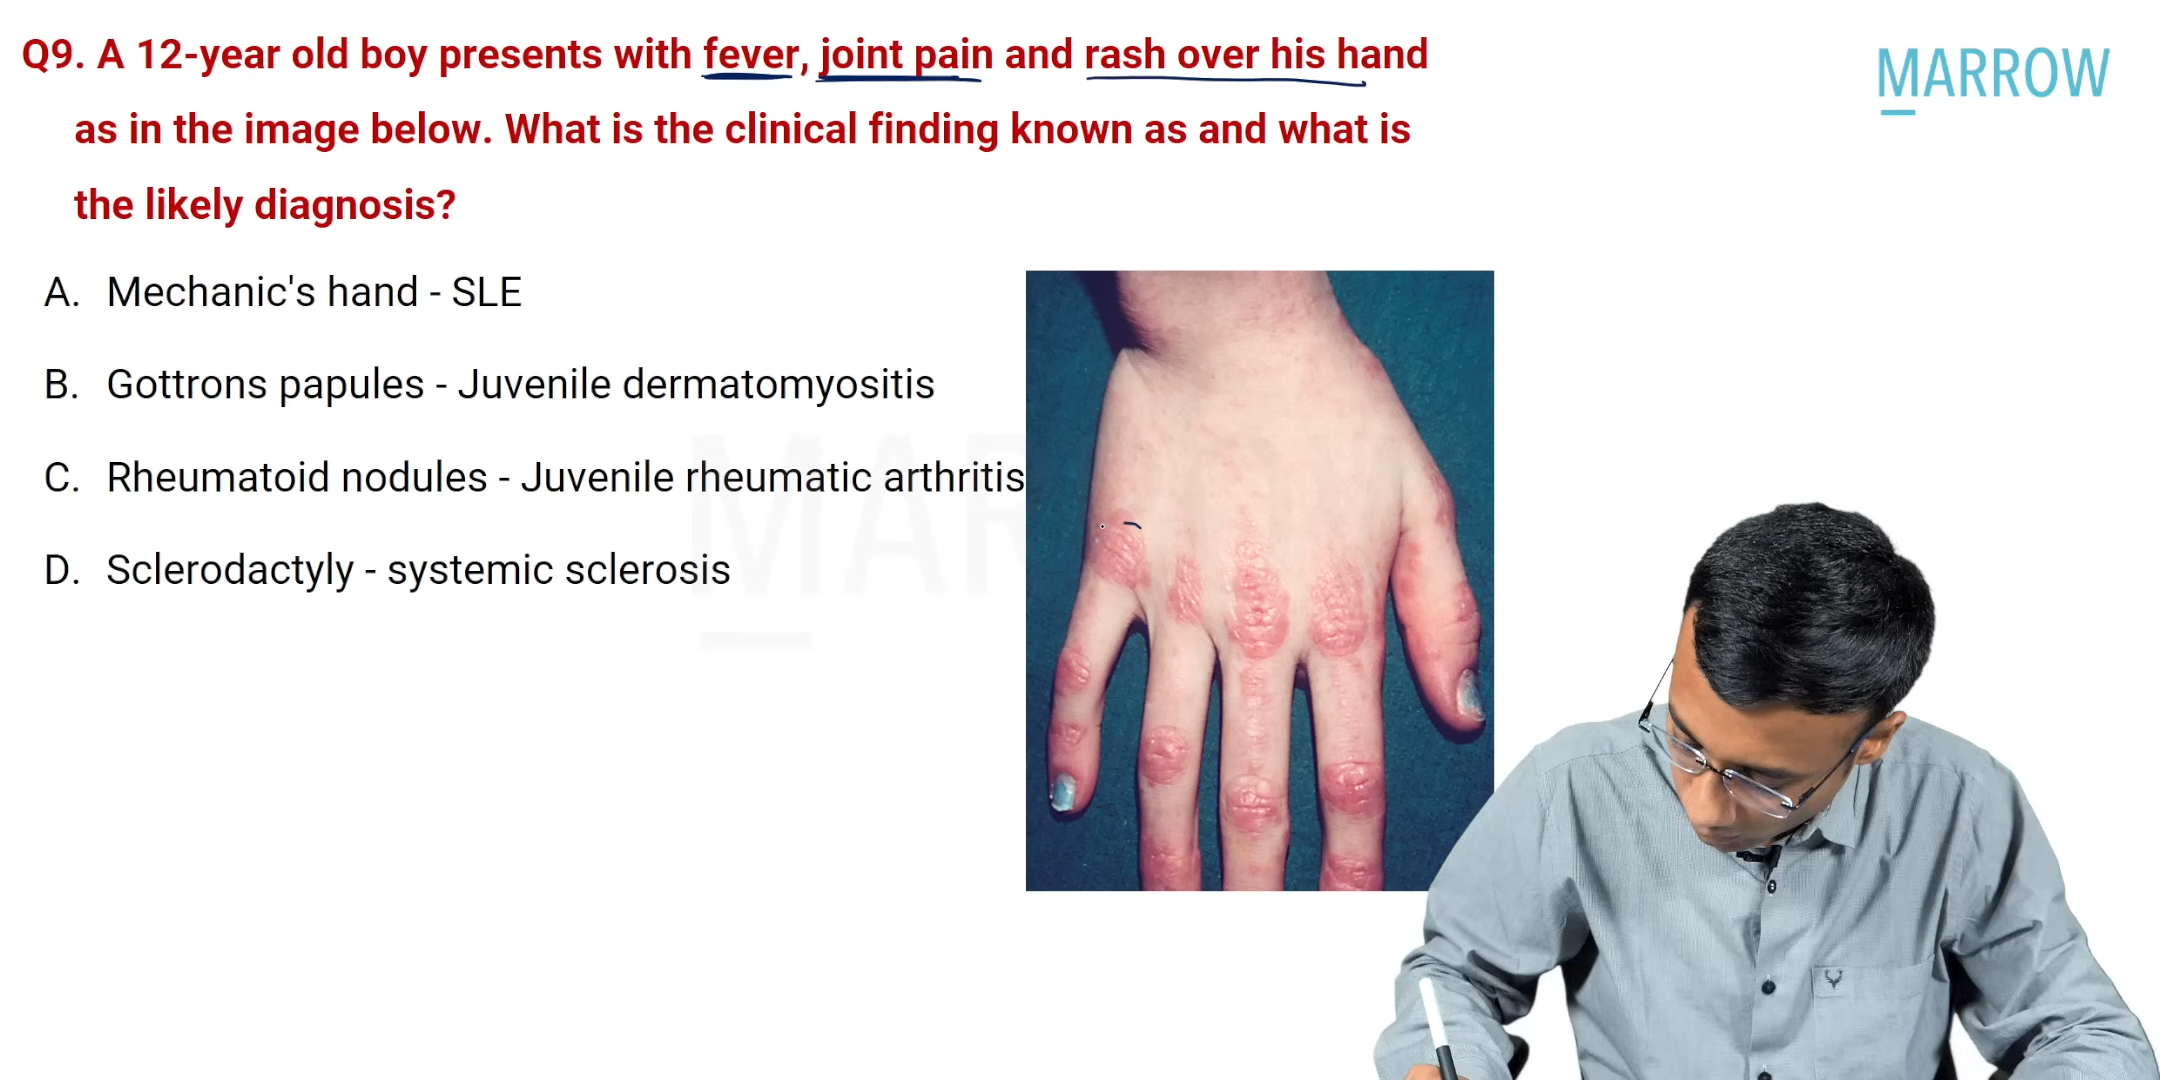 Q9. A 12-year old boy presents with fever, joint pain and rash over his hand
as in the image below. What is the clinical finding known as and what is
the likely diagnosis?
MARROW
A. Mechanic's hand - SLE
B. Gottrons papules - Juvenile dermatomyositis
C. Rheumatoid nodules - Juvenile rheumatic arthritis
D. Sclerodactyly - systemic sclerosis